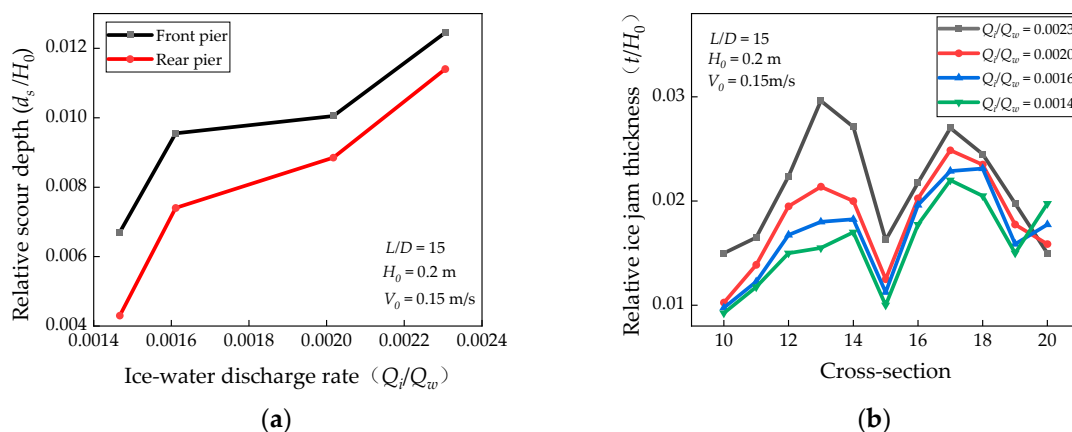 Front pier
Rear pier
Relative scour depth (ds/H0)
0.012
0.010
0.008
0.006
0.004
L/D = 15
H0 = 0.2 m
V0 = 0.15 m/s
0.0014 0.0016 0.0018 0.0020 0.0022 0.0024
Ice-water discharge rate（Qi/Qw）
(a)
Relative ice jam thickness（t/H0）
0.03
0.02
0.01
L/D = 15
H0 = 0.2 m
V0 = 0.15m/s
Qi/Qw = 0.0023
Qi/Qw = 0.0020
Qi/Qw = 0.0016
Qi/Qw = 0.0014
10 12 14 16 18 20
Cross-section
(b)